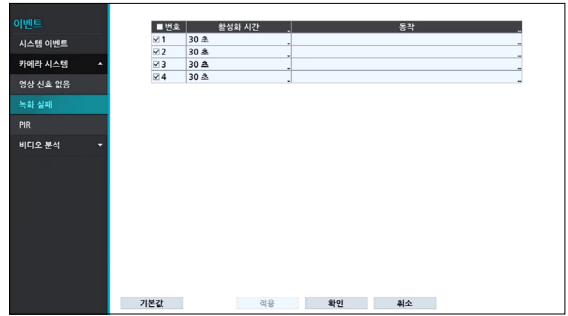 이벤트
시스템 이벤트
카메라 시스템
영상 신호 없음
녹화 실패
PIR
비디오 분석
번호 활성화 시간 동작
1 30 초
2 30 초
3 30 초
4 30 초
기본값 적용 확인 취소